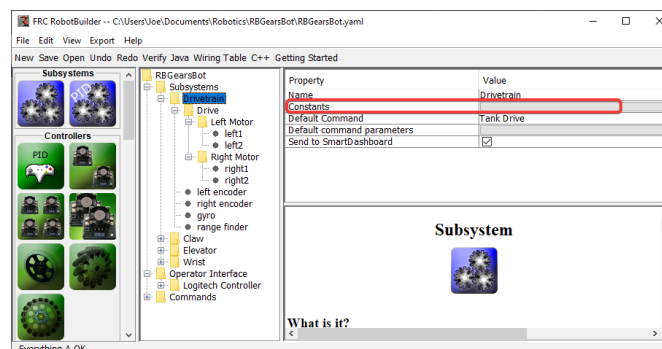 FRC RobotBuilder -- C:\Users\Joe\Documents\Robotics\RBGearsBot\RBGearsBot.yaml
File Edit View Export Help
New Save Open Undo Redo Verify Java Wiring Table C++ Getting Started
Subsystems
PID
Controllers
PID
RBGearsBot
Subsystems
Drivetrain
Drive
Left Motor
left1
left2
Right Motor
right1
right2
left encoder
right encoder
gyro
range finder
Claw
Elevator
Wrist
Operator Interface
Logitech Controller
Commands
Property Value
Name Drivetrain
Constants
Default Command Tank Drive
Default command parameters
Send to SmartDashboard
Subsystem
What is it?
Everything A OK